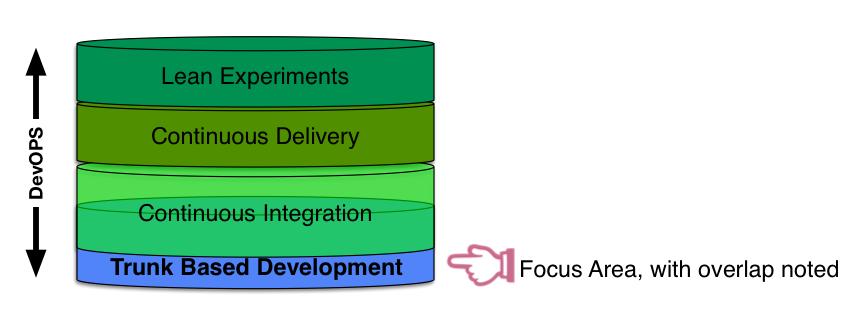 Lean Experiments
Continuous Delivery
DevOPS
Continuous Integration
Trunk Based Development
Focus Area, with overlap noted